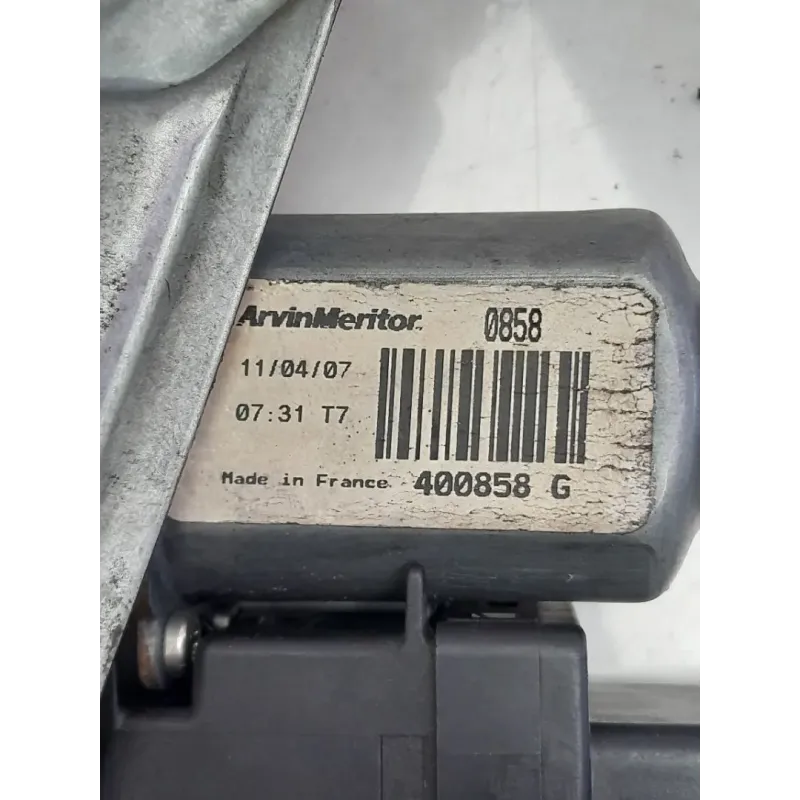 ArvinMeritor. 0858
11/04/07
07:31 T7
Made in France 400858 G